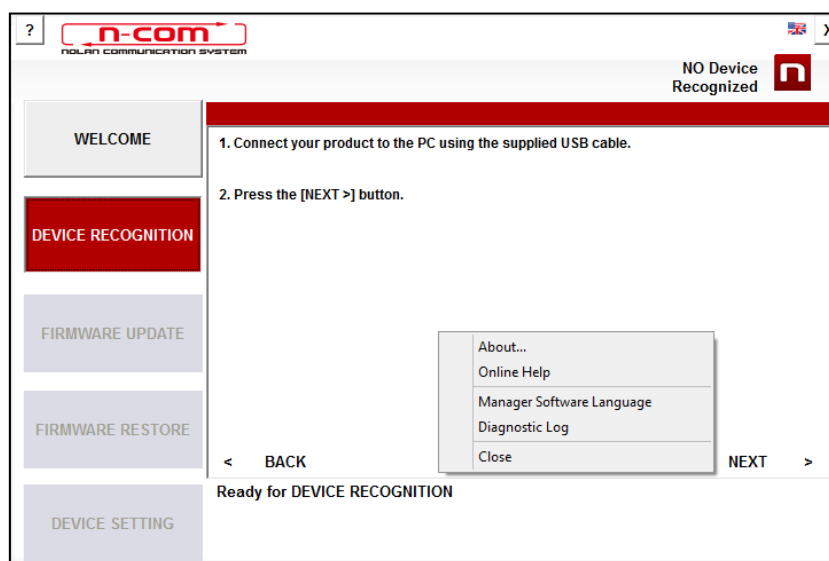 ?
n-com
NOLAN COMMUNICATION SYSTEM
X
NO Device
Recognized
n
WELCOME
DEVICE RECOGNITION
FIRMWARE UPDATE
FIRMWARE RESTORE
DEVICE SETTING
1. Connect your product to the PC using the supplied USB cable.
2. Press the [NEXT >] button.
About...
Online Help
Manager Software Language
Diagnostic Log
Close
< BACK
NEXT >
Ready for DEVICE RECOGNITION